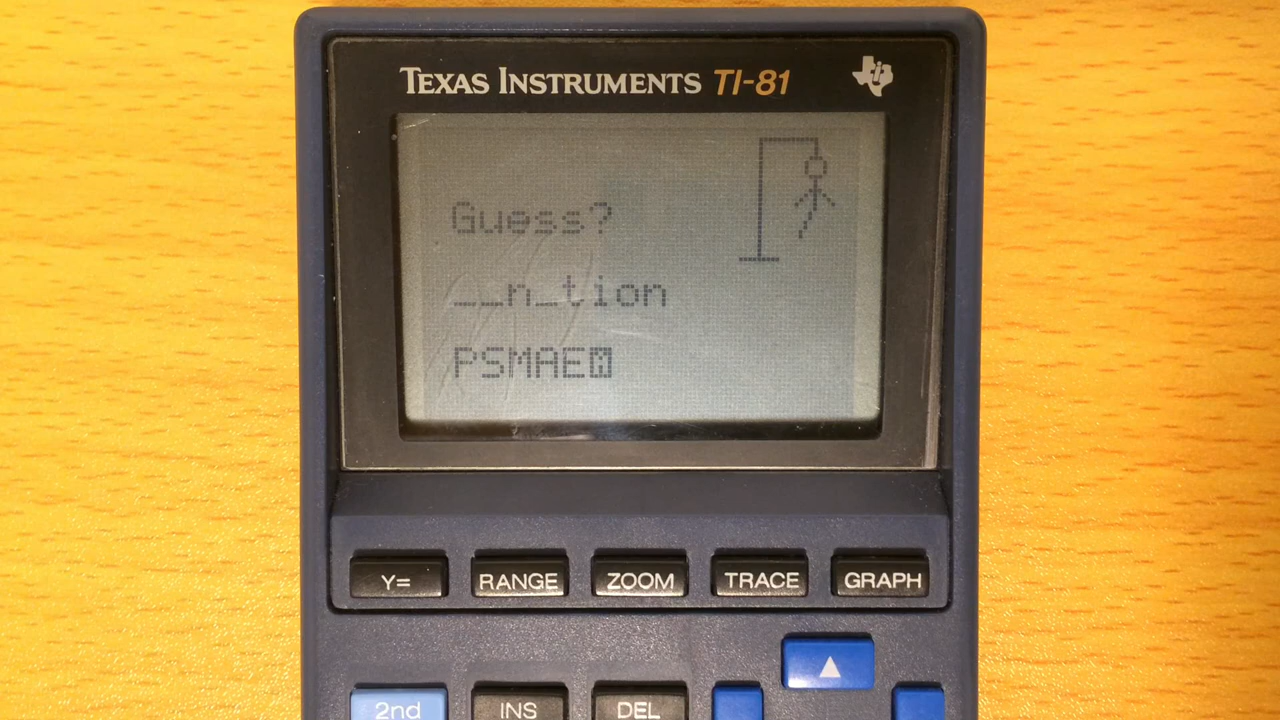 TEXAS INSTRUMENTS TI-81
Guess?
__n_tion
PSMAE
Y= RANGE ZOOM TRACE GRAPH
2nd INS DEL